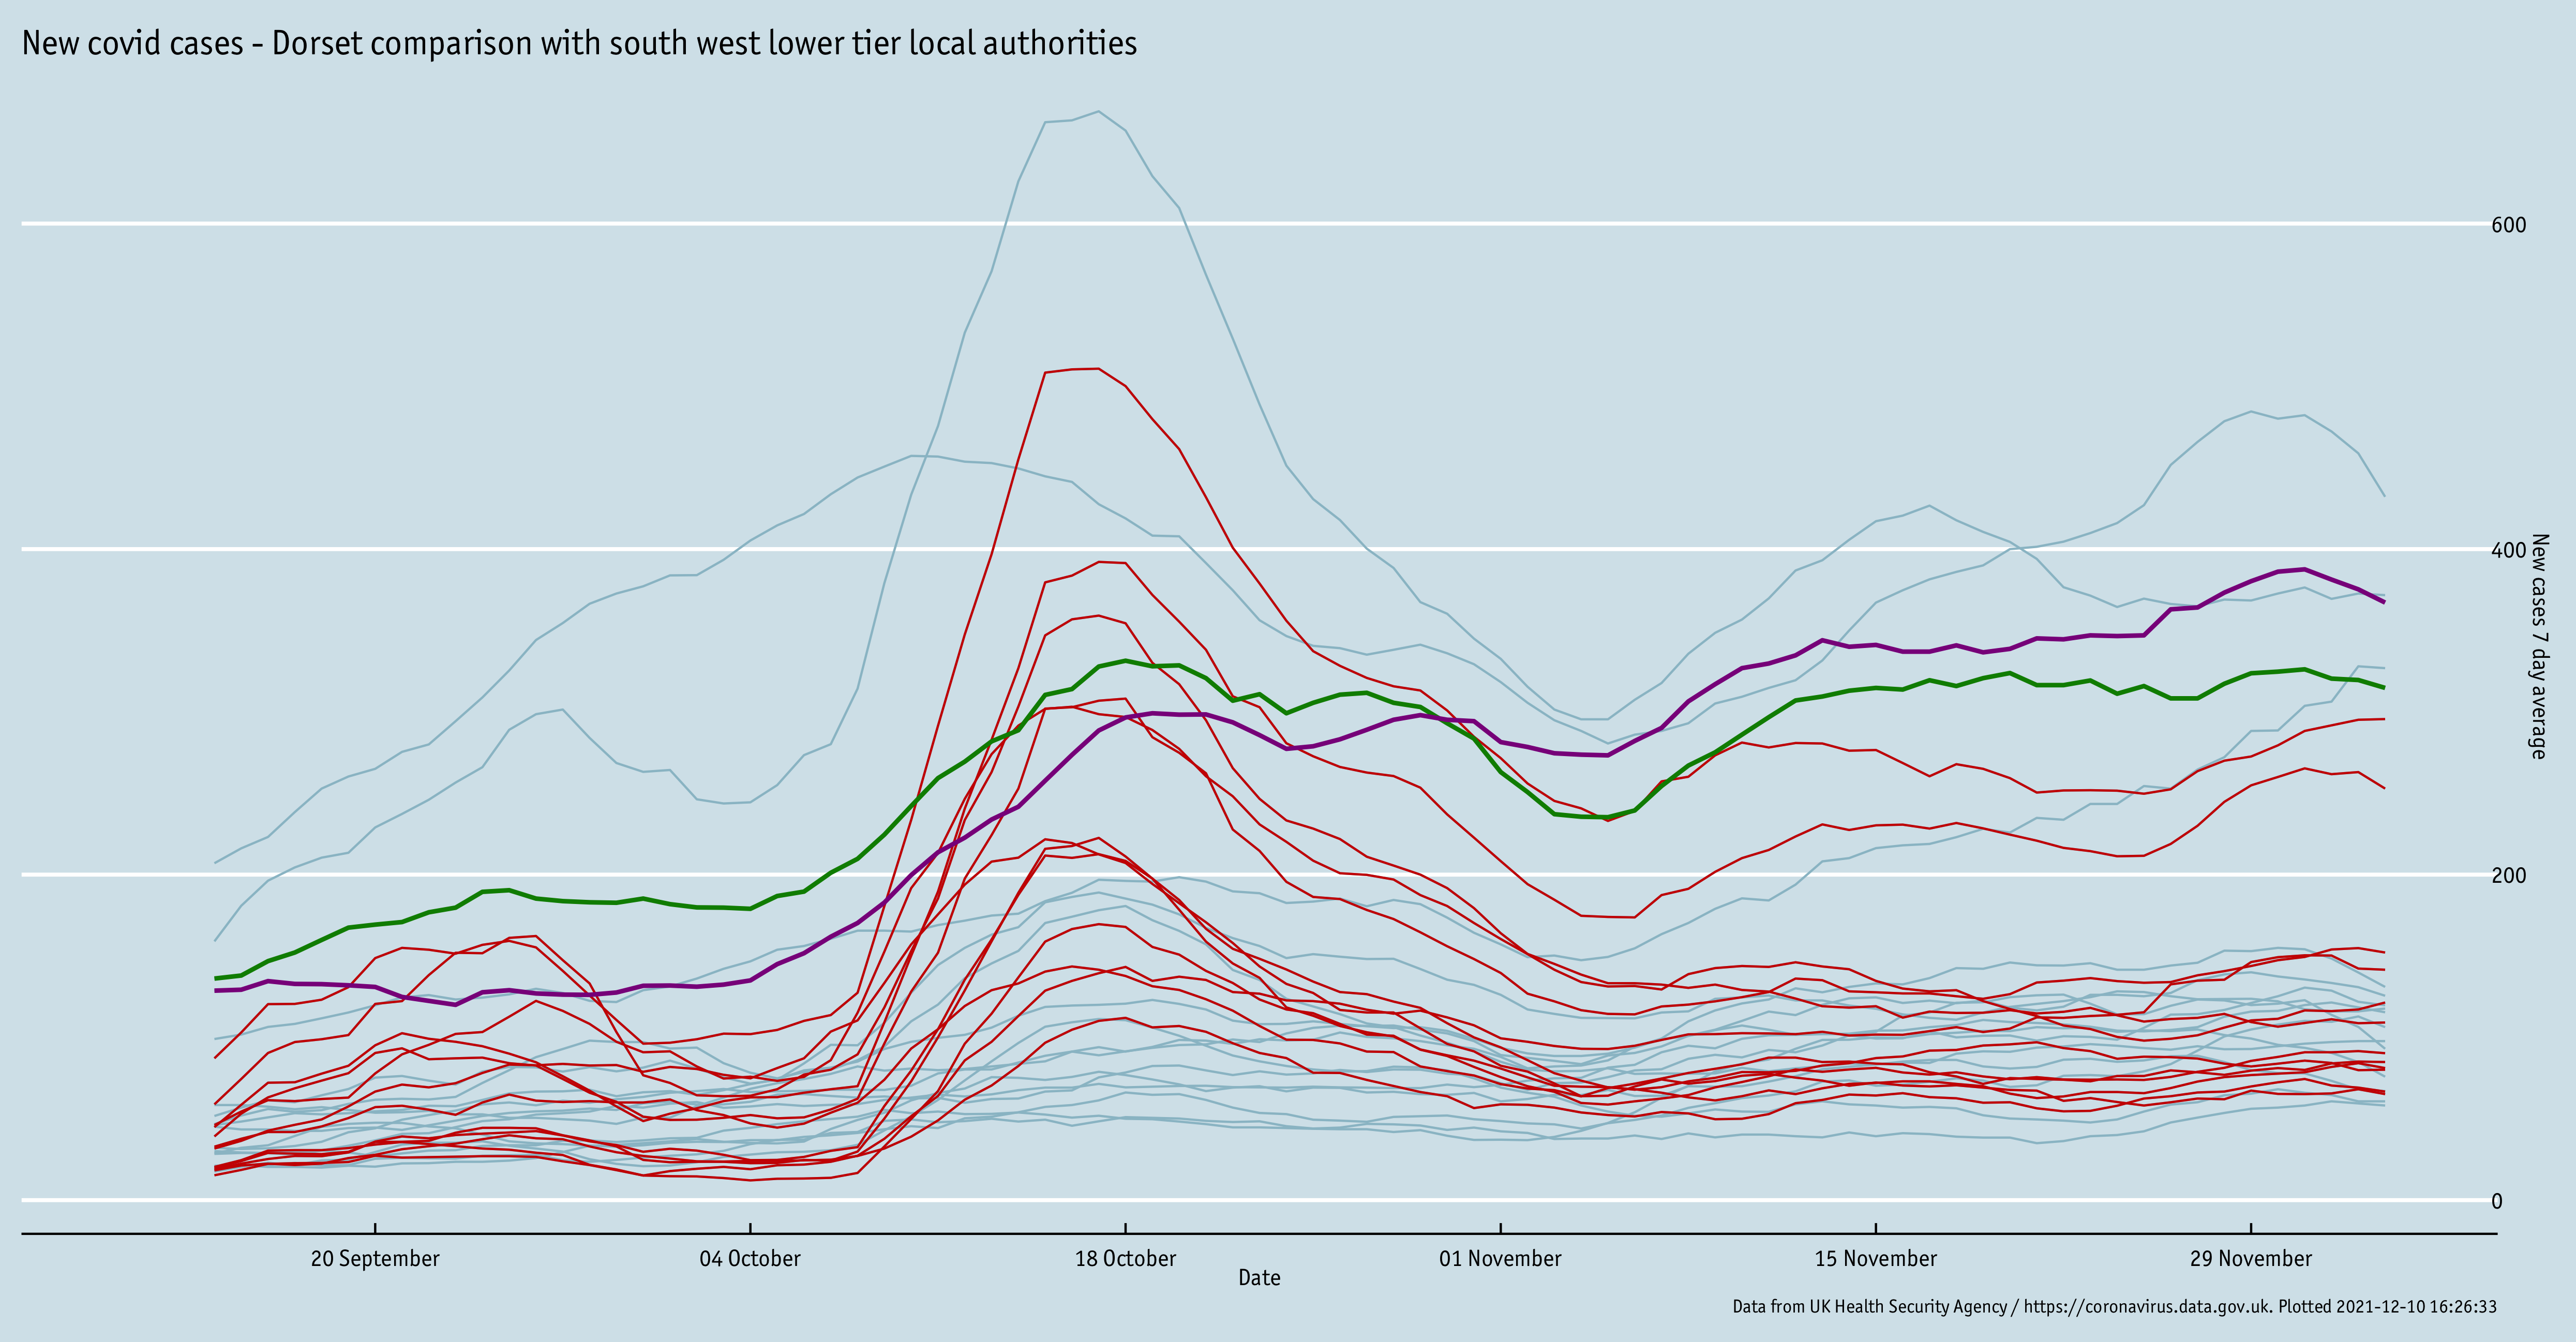 New covid cases - Dorset comparison with south west lower tier local authorities
600
400
200
0
New cases 7 day average
20 September
04 October
18 October
01 November
15 November
29 November
Date
Data from UK Health Security Agency / https://coronavirus.data.gov.uk. Plotted 2021-12-10 16:26:33